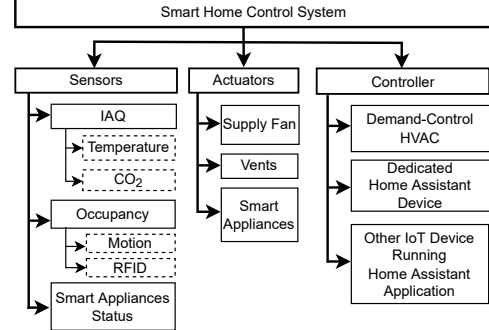 Smart Home Control System
Sensors
IAQ
Temperature
CO₂
Occupancy
Motion
RFID
Smart Appliances
Status
Actuators
Supply Fan
Vents
Smart
Appliances
Controller
Demand-Control
HVAC
Dedicated
Home Assistant
Device
Other IoT Device
Running
Home Assistant
Application